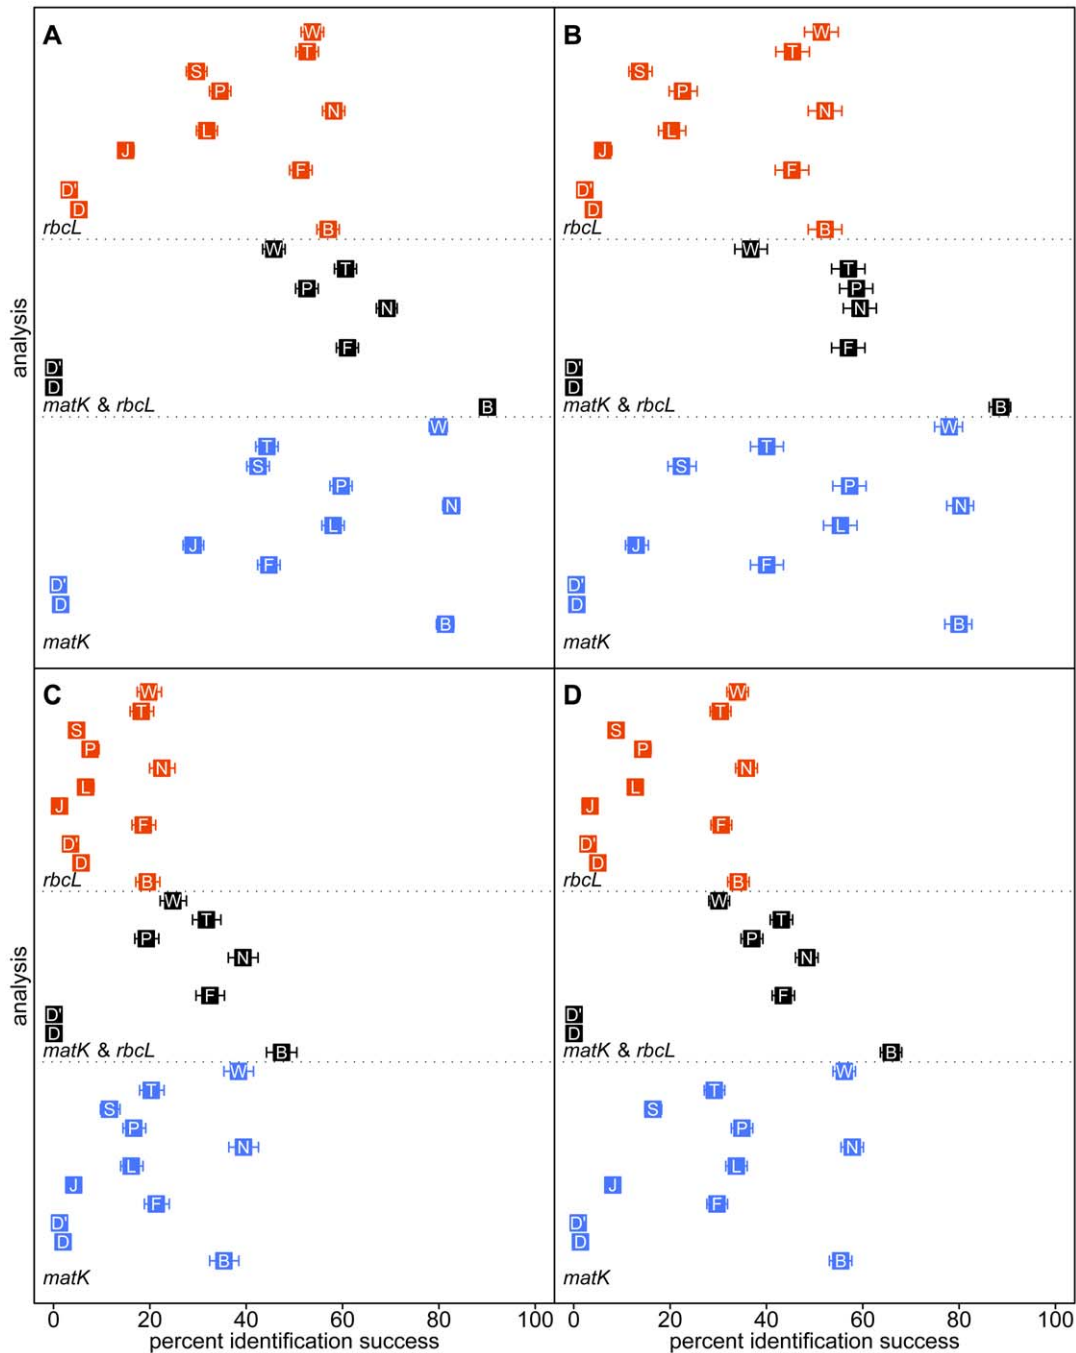 A
W
T
S
P
N
L
J
F
D'
D
rbcL
B
W
T
P
N
F
D'
D
matK & rbcL
B
W
T
S
P
N
L
J
F
D'
D
B
matK
B
W
T
S
P
N
L
J
F
D'
D
rbcL
B
W
T
P
N
F
D'
D
matK & rbcL
B
W
T
S
P
N
L
J
F
D'
D
B
matK
analysis
C
W
T
S
P
N
L
J
F
D'
D
rbcL
B
W
T
P
N
F
D'
D
matK & rbcL
B
W
T
S
P
N
L
J
F
D'
D
B
matK
D
W
T
S
P
N
L
J
F
D'
D
rbcL
B
W
T
P
N
F
D'
D
matK & rbcL
B
W
T
S
P
N
L
J
F
D'
D
B
matK
analysis
0 20 40 60 80 100 0 20 40 60 80 100
percent identification success percent identification success